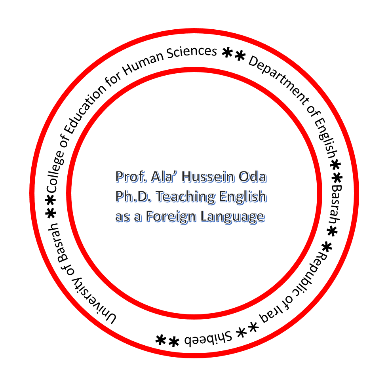 University of Basrah ✱✱College of Education for Human Sciences ✱✱ Department of English✱✱Basrah✱ ✱Republic of Iraq ✱✱ Shibeeb ✱✱
Prof. Ala’ Hussein Oda
Ph.D. Teaching English
as a Foreign Language